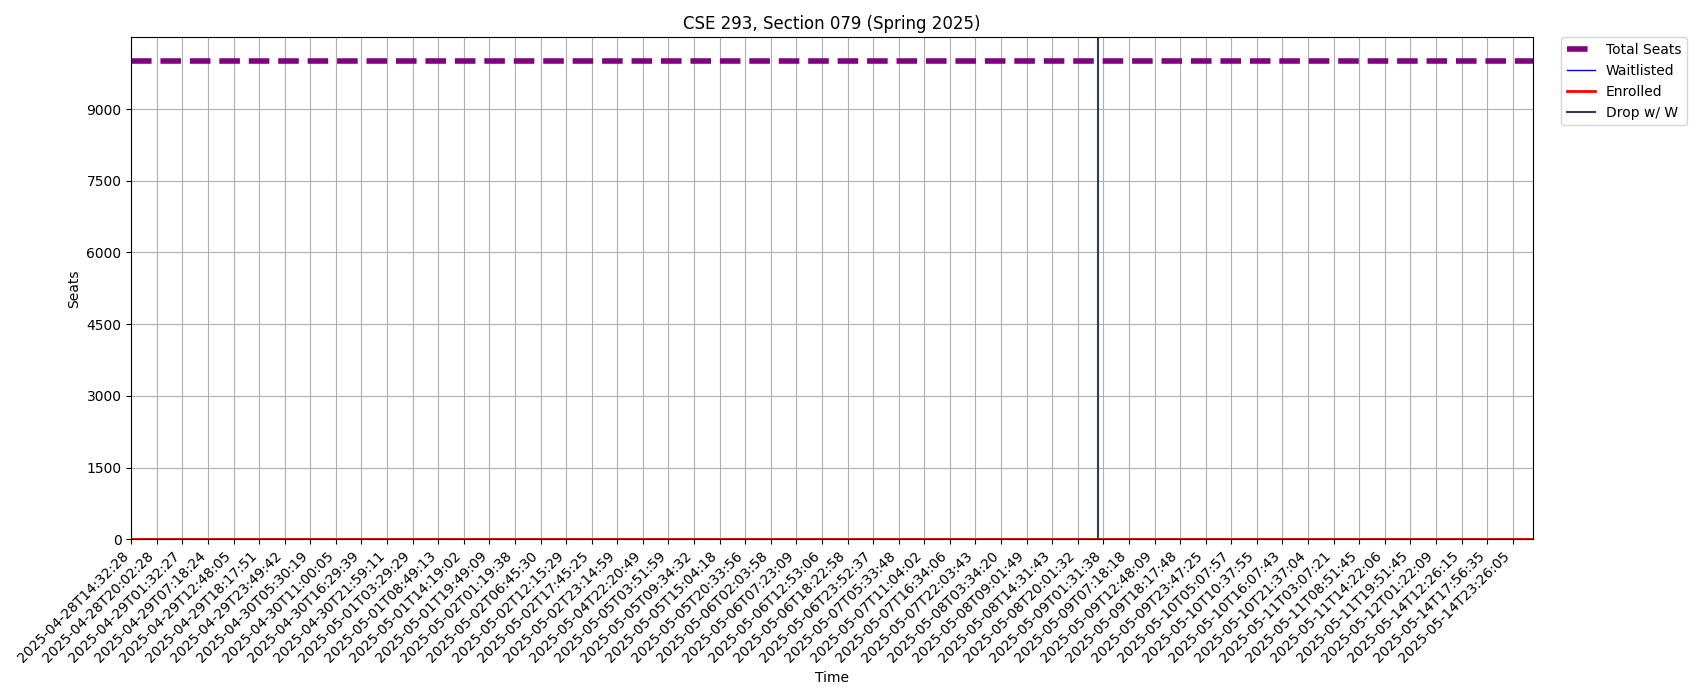 CSE 293, Section 079 (Spring 2025)
Total Seats
Waitlisted
Enrolled
Drop w/ W
Seats
9000
7500
6000
4500
3000
1500
0
2025-04-28T14:32:28
2025-04-28T20:02:28
2025-04-29T01:32:27
2025-04-29T07:18:24
2025-04-29T12:48:05
2025-04-29T18:17:51
2025-04-29T23:49:42
2025-04-30T05:30:19
2025-04-30T11:00:05
2025-04-30T16:29:39
2025-04-30T21:59:11
2025-05-01T03:29:29
2025-05-01T08:49:13
2025-05-01T14:19:02
2025-05-01T19:49:09
2025-05-02T01:19:38
2025-05-02T06:45:30
2025-05-02T12:15:29
2025-05-02T17:45:25
2025-05-02T23:14:59
2025-05-04T22:20:49
2025-05-05T03:51:59
2025-05-05T09:34:32
2025-05-05T15:04:18
2025-05-05T20:33:56
2025-05-06T02:03:58
2025-05-06T07:23:09
2025-05-06T12:53:06
2025-05-06T18:22:58
2025-05-06T23:52:37
2025-05-07T05:33:48
2025-05-07T11:04:02
2025-05-07T16:34:06
2025-05-07T22:03:43
2025-05-08T03:34:20
2025-05-08T09:01:49
2025-05-08T14:31:43
2025-05-08T20:01:32
2025-05-09T01:31:38
2025-05-09T07:18:18
2025-05-09T12:48:09
2025-05-09T18:17:48
2025-05-09T23:47:25
2025-05-10T05:07:57
2025-05-10T10:37:55
2025-05-10T16:07:43
2025-05-10T21:37:04
2025-05-11T03:07:21
2025-05-11T08:51:45
2025-05-11T14:22:06
2025-05-11T19:51:45
2025-05-12T01:22:09
2025-05-14T12:26:15
2025-05-14T17:56:35
2025-05-14T23:26:05
Time